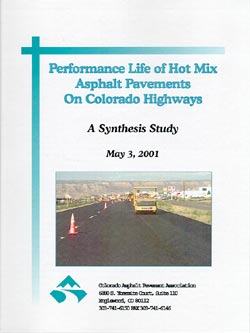 Performance Life of Hot Mix
Asphalt Pavements
On Colorado Highways
A Synthesis Study
May 3, 2001
Colorado Asphalt Pavement Association
6880 S. Yosemite Court, Suite 110
Englewood, CO 80112
303-741-6150 FAX 303-741-6146